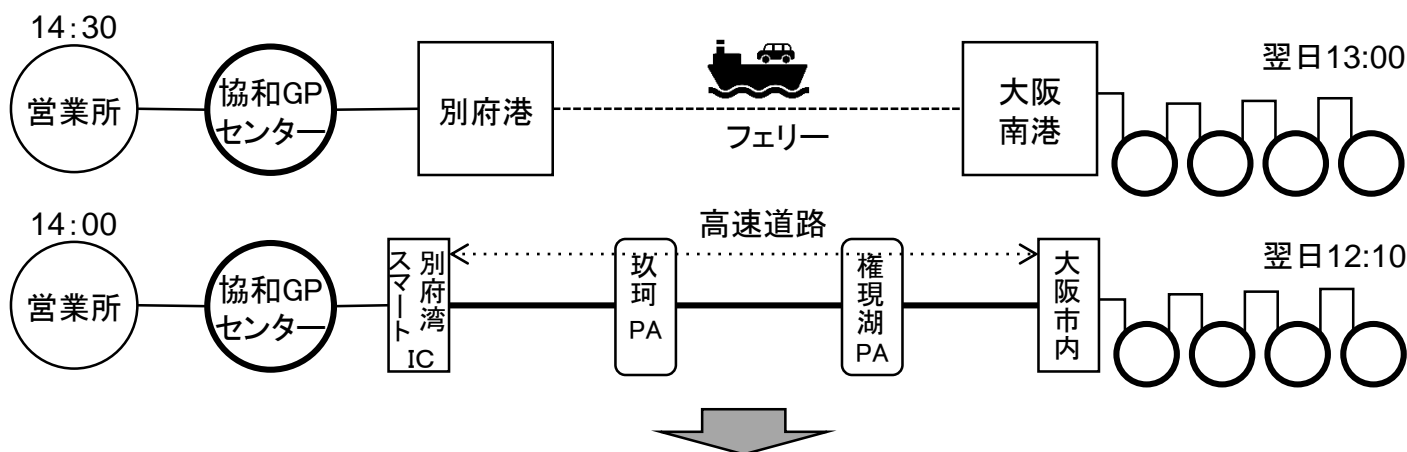 14:30
営業所
協和GP
センター
別府港
フェリー
大阪
南港
翌日13:00
14:00
営業所
協和GP
センター
別府湾
スマート
IC
高速道路
玖珂
PA
権現湖
PA
大阪市内
翌日12:10